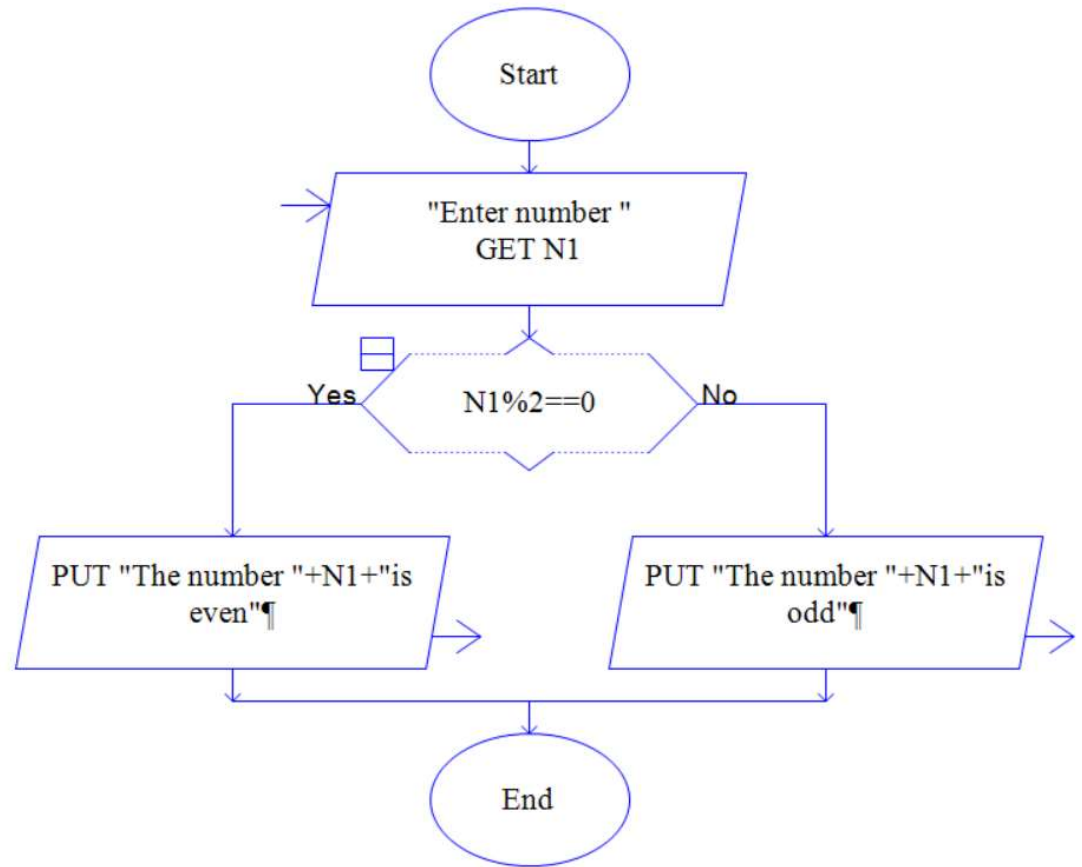 Start
"Enter number "
GET N1
Yes
N1%2==0
No
PUT "The number "+N1+"is
even"¶
PUT "The number "+N1+"is
odd"¶
End